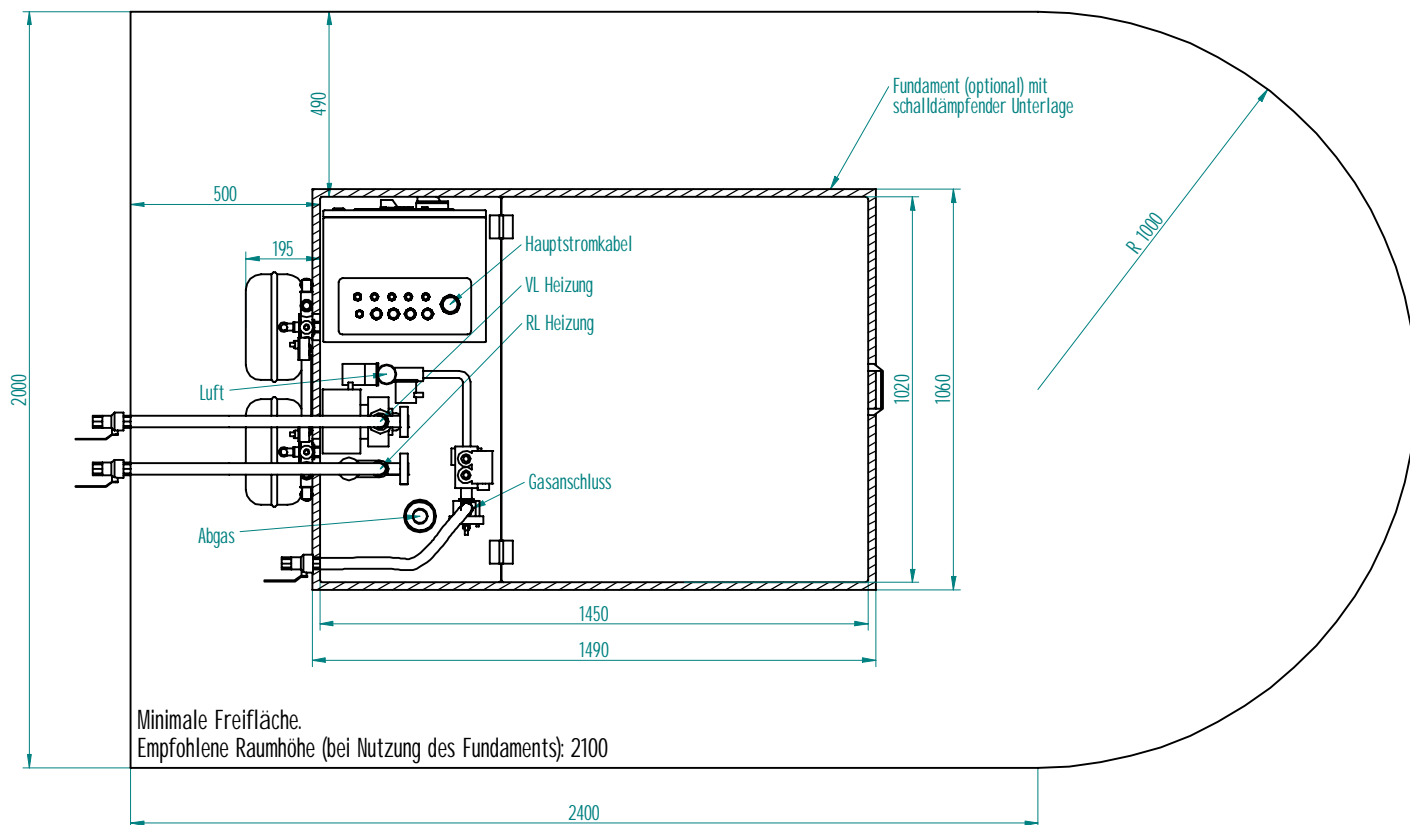 490
Fundament (optional) mit
schalldämpfender Unterlage
500
R 1000
195
Hauptstromkabel
VL Heizung
RL Heizung
Luft
2000
1020
1060
Gasanschluss
Abgas
1450
1490
Minimale Freifläche.
Empfohlene Raumhöhe (bei Nutzung des Fundaments): 2100
2400